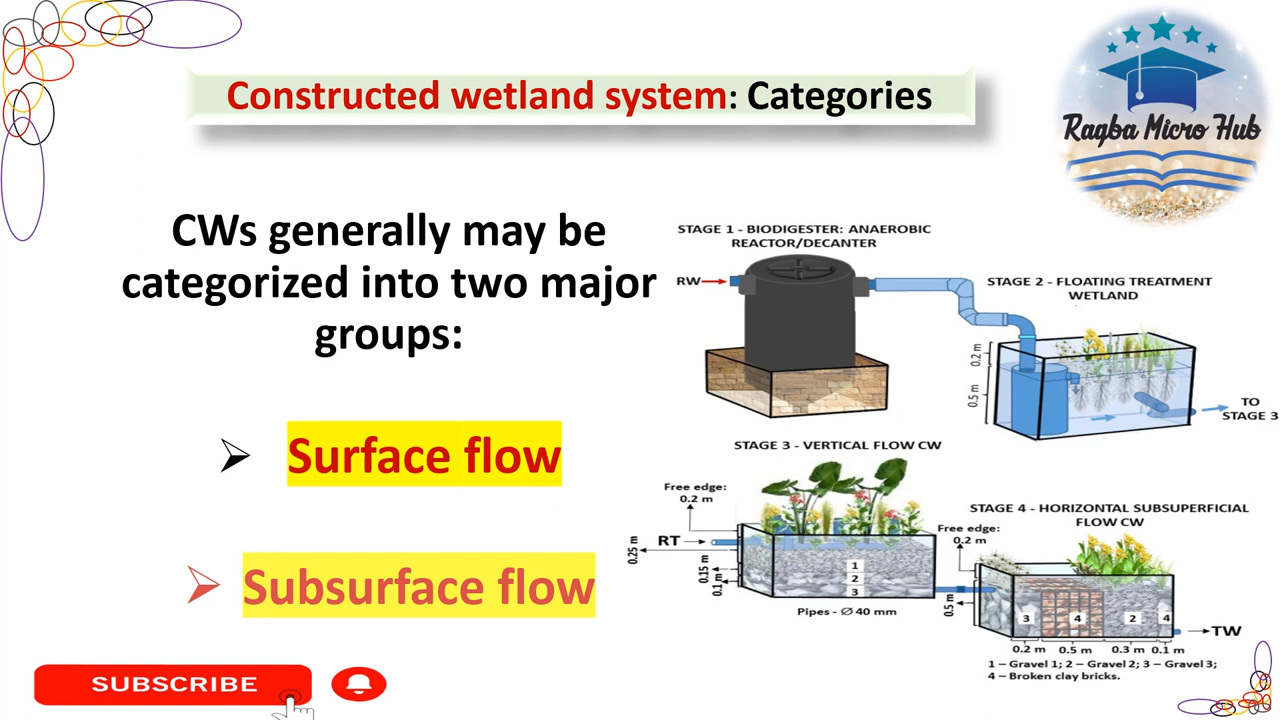 Constructed wetland system: Categories
Ragba Micro Hub
CWs generally may be
categorized into two major
groups:
➢ Surface flow
➢ Subsurface flow
STAGE 1 - BIODIGESTER: ANAEROBIC
REACTOR/DECANTER
RW
STAGE 2 - FLOATING TREATMENT
WETLAND
0.2 m
0.5 m
TO
STAGE 3
STAGE 3 - VERTICAL FLOW CW
Free edge:
0.2 m
RT
0.25 m
0.15 m
0.1 m
1
2
3
Pipes - Ø 40 mm
STAGE 4 - HORIZONTAL SUBSUPERFICIAL
FLOW CW
Free edge:
0.2 m
0.5 m
3 4 2 4
TW
0.2 m 0.5 m 0.3 m 0.1 m
1 – Gravel 1; 2 – Gravel 2; 3 – Gravel 3;
4 – Broken clay bricks.
SUBSCRIBE